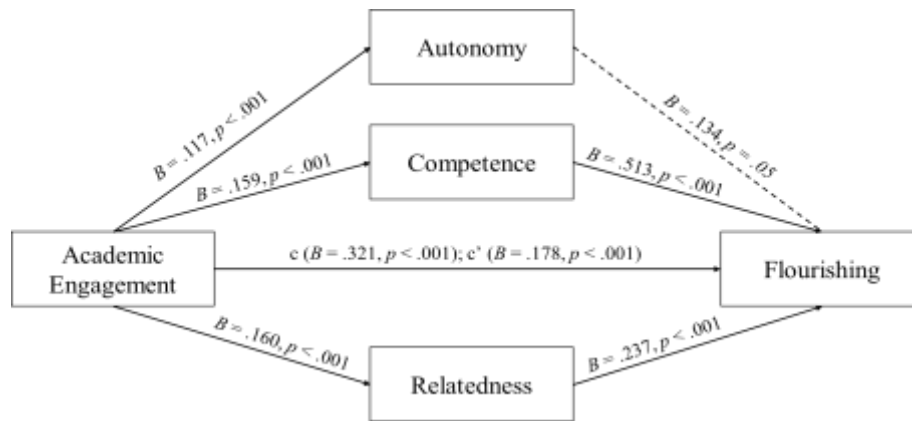 Autonomy
B = .117, p < .001
B = .134, p = .05
Competence
B = .159, p < .001
B = .513, p < .001
Academic
Engagement
c (B = .321, p < .001); c' (B = .178, p < .001)
Flourishing
B = .160, p < .001
B = .237, p < .001
Relatedness